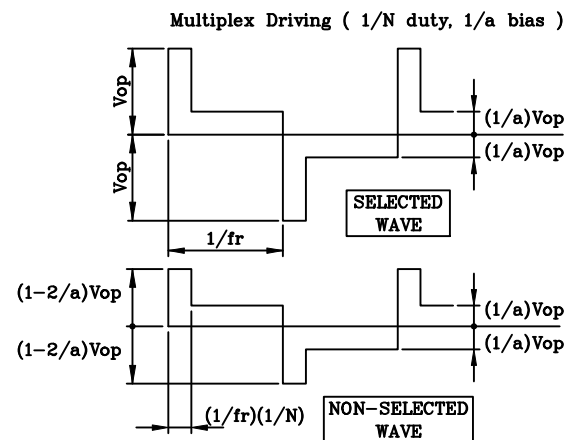 Multiplex Driving ( 1/N duty, 1/a bias )
Vop
(1/a)Vop
Vop
(1/a)Vop
SELECTED
WAVE
1/fr
(1-2/a)Vop
(1/a)Vop
(1-2/a)Vop
(1/a)Vop
(1/fr)(1/N)
NON-SELECTED
WAVE